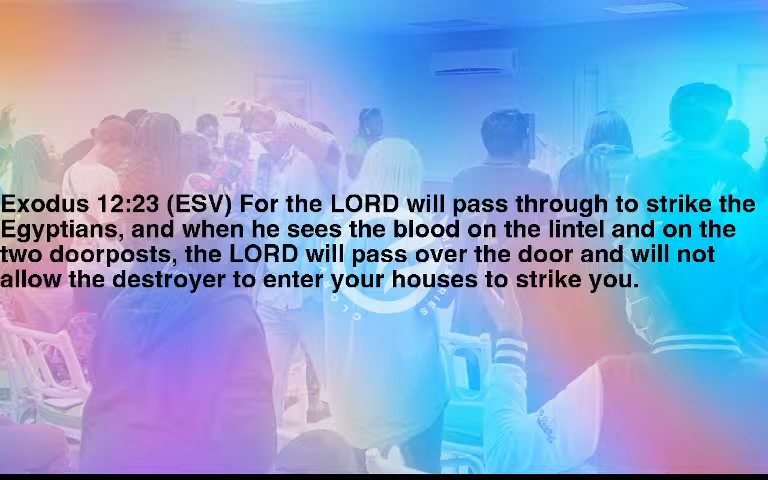 Exodus 12:23 (ESV) For the LORD will pass through to strike the
Egyptians, and when he sees the blood on the lintel and on the
two doorposts, the LORD will pass over the door and will not
allow the destroyer to enter your houses to strike you.